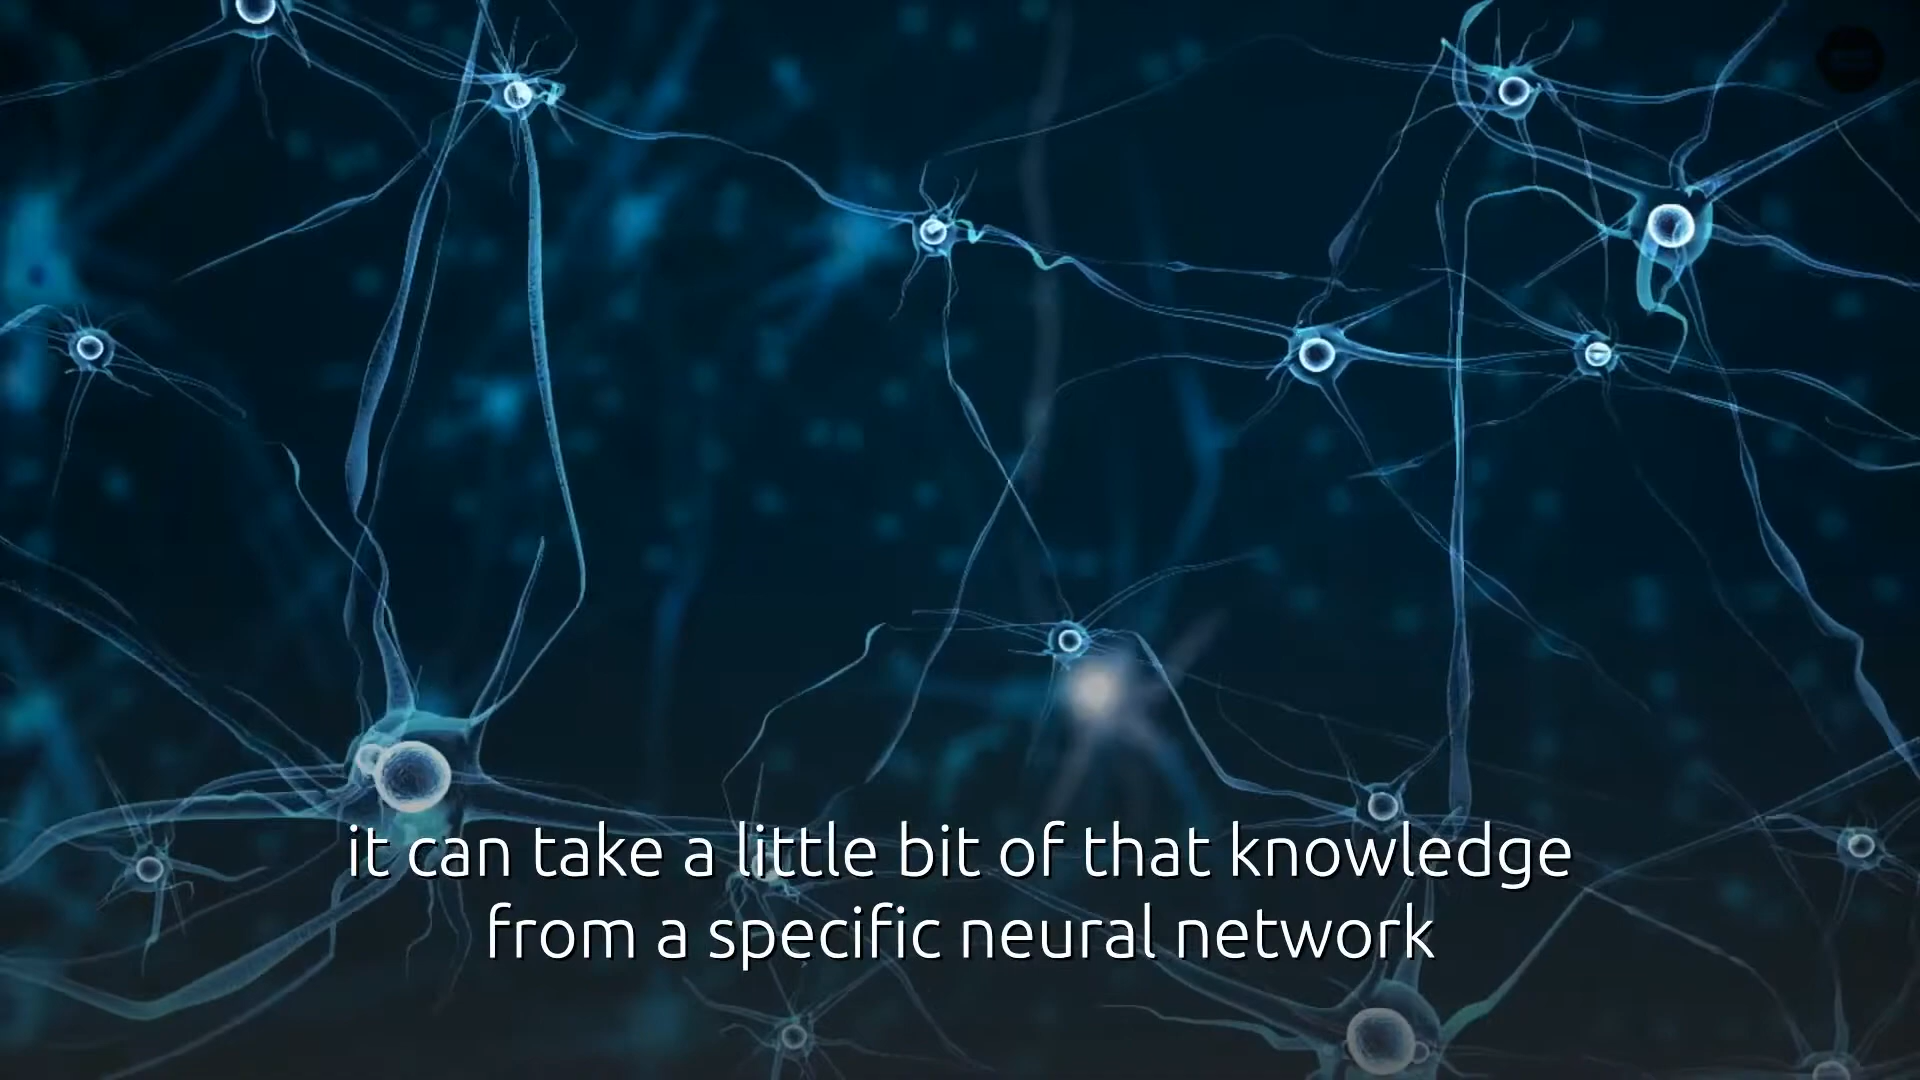 it can take a little bit of that knowledge
from a specific neural network